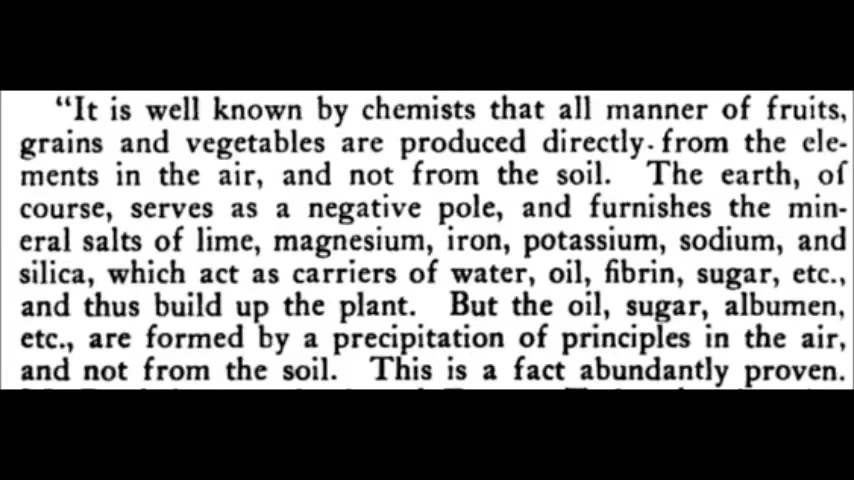 "It is well known by chemists that all manner of fruits,
grains and vegetables are produced directly from the ele-
ments in the air, and not from the soil. The earth, of
course, serves as a negative pole, and furnishes the min-
eral salts of lime, magnesium, iron, potassium, sodium, and
silica, which act as carriers of water, oil, fibrin, sugar, etc.,
and thus build up the plant. But the oil, sugar, albumen,
etc., are formed by a precipitation of principles in the air,
and not from the soil. This is a fact abundantly proven.